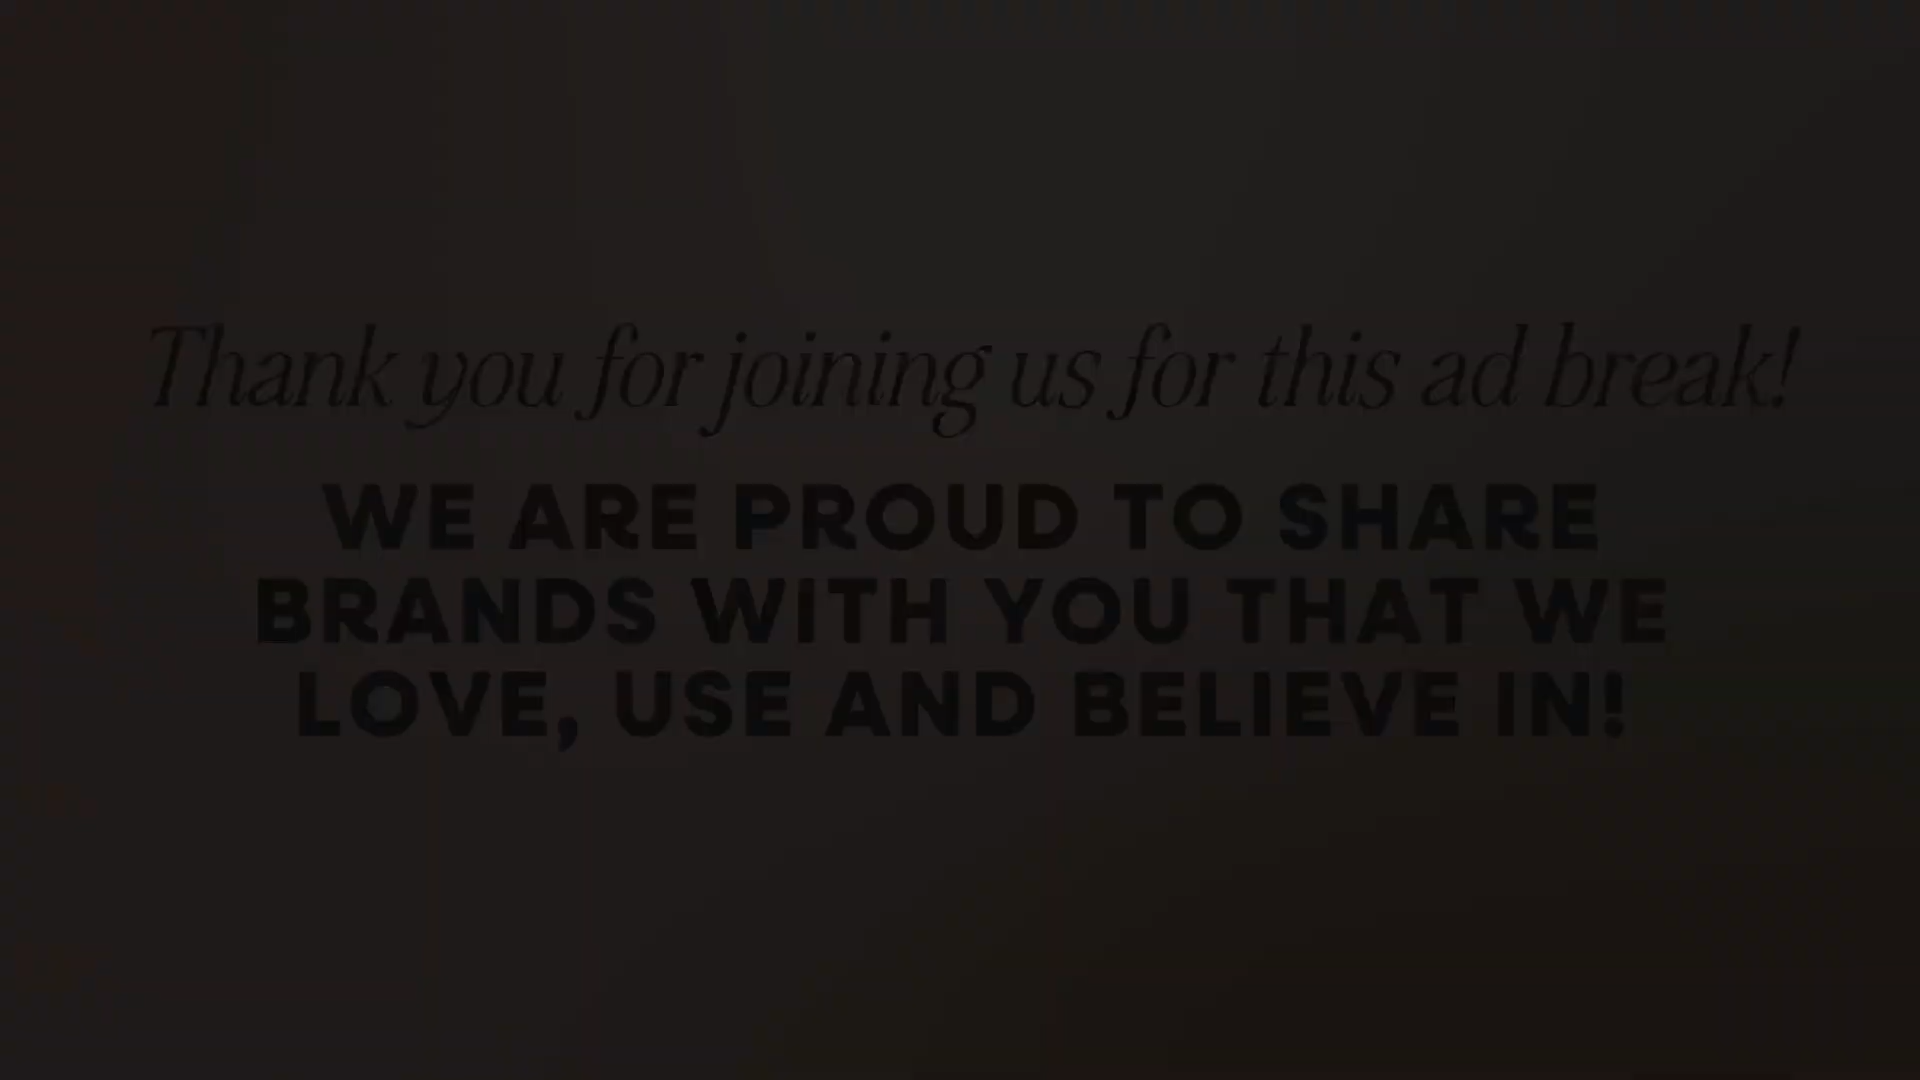 Thank you for joining us for this ad break!
WE ARE PROUD TO SHARE
BRANDS WITH YOU THAT WE
LOVE, USE AND BELIEVE IN!